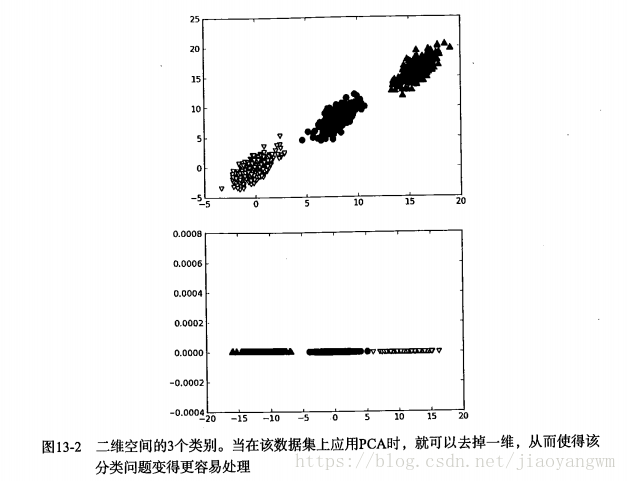 25
20
15
10
5
0
-5
-5 0 5 10 15 20
0.0008
0.0006
0.0004
0.0002
0.0000
-0.0002
-0.0004
-20 -15 -10 -5 0 5 10 15 20
图13-2 二维空间的3个类别。当在该数据集上应用PCA时，就可以去掉一维，从而使得该
分类问题变得更容易处理
https://blog.csdn.net/jiaoyangwm